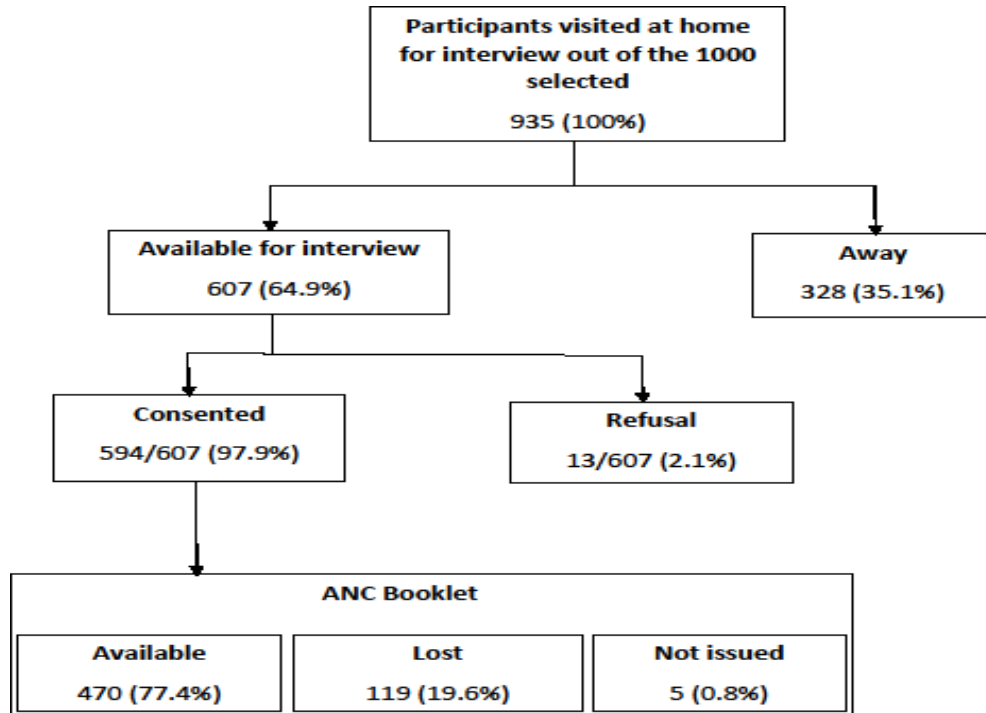 Participants visited at home
for interview out of the 1000
selected
935 (100%)
Available for interview
607 (64.9%)
Away
328 (35.1%)
Consented
594/607 (97.9%)
Refusal
13/607 (2.1%)
ANC Booklet
Available
470 (77.4%)
Lost
119 (19.6%)
Not issued
5 (0.8%)